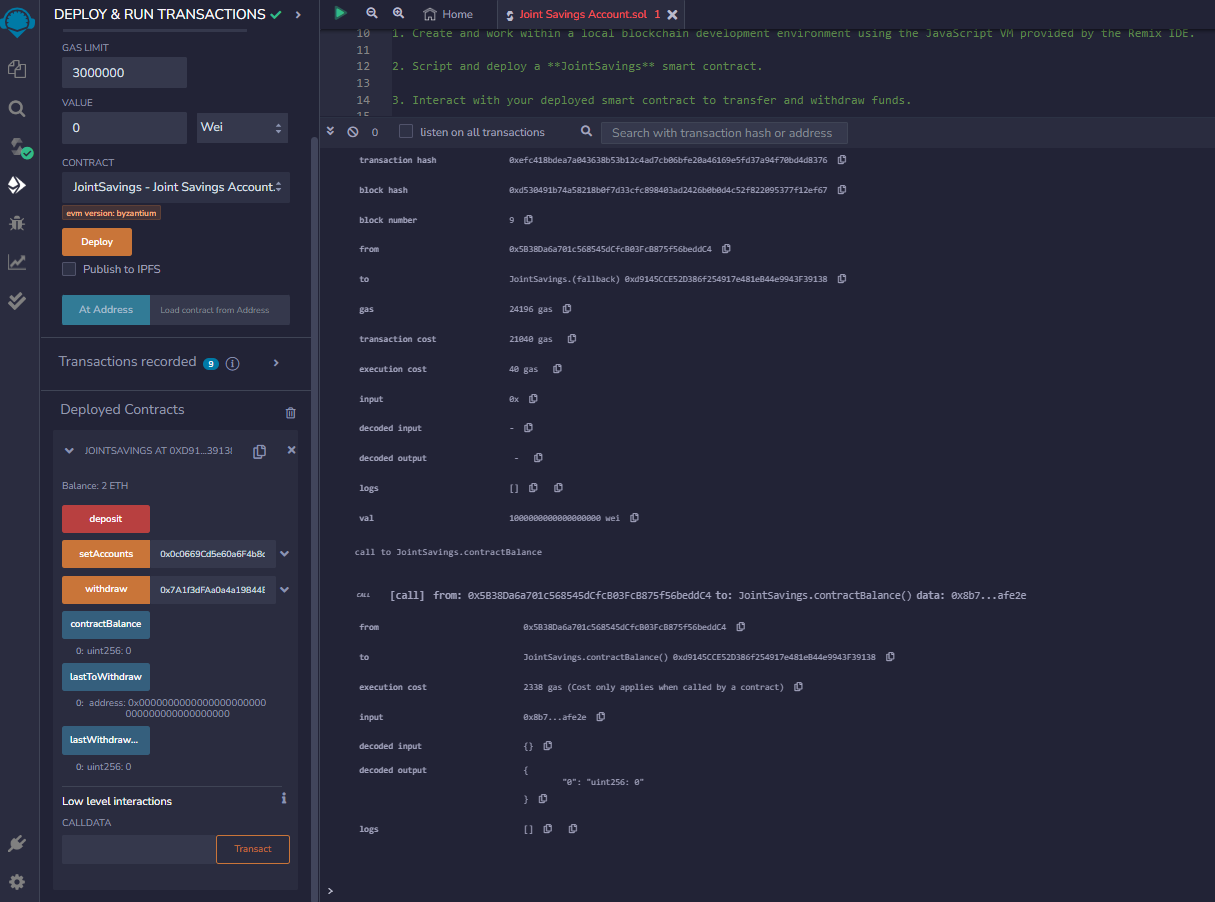 DEPLOY & RUN TRANSACTIONS
GAS LIMIT
3000000
VALUE
0
Wei
CONTRACT
JointSavings - Joint Savings Account.
evm version: byzantium
Deploy
Publish to IPFS
At Address
Load contract from Address
Transactions recorded 9
Deployed Contracts
JOINTSAVINGS AT 0XD91...3913
Balance: 2 ETH
deposit
setAccounts
0x0c0669Cd5e60a6F4b8
withdraw
0x7A1f3dFAa0a4a19844E
contractBalance
0: uint256: 0
lastToWithdraw
0: address: 0x00000000000000000000
00000000000000000000
lastWithdraw...
0: uint256: 0
Low level interactions
CALLDATA
Transact
Home
Joint Savings Account.sol 1
10 1. Create and work within a local blockchain development environment using the JavaScript VM provided by the Remix IDE.
11
12 2. Script and deploy a **JointSavings** smart contract.
13
14 3. Interact with your deployed smart contract to transfer and withdraw funds.
15
0
listen on all transactions
Search with transaction hash or address
transaction hash 0xefc418bdea7a043638b53b12c4ad7cb06bfe20a46169e5fd37a94f70bd4d8376
block hash 0xd530491b74a58218b0f7d33cfc898403ad2426b0b0d4c52f822095377f12ef67
block number 9
from 0x5B38Da6a701c568545dCfcB03FcB875f56beddC4
to JointSavings.(fallback) 0xd9145CCE52D386f254917e481eB44e9943F39138
gas 24196 gas
transaction cost 21040 gas
execution cost 40 gas
input 0x
decoded input -
decoded output -
logs []
val 1000000000000000000 wei
call to JointSavings.contractBalance
CALL [call] from: 0x5B38Da6a701c568545dCfcB03FcB875f56beddC4 to: JointSavings.contractBalance() data: 0x8b7...afe2e
from 0x5B38Da6a701c568545dCfcB03FcB875f56beddC4
to JointSavings.contractBalance() 0xd9145CCE52D386f254917e481eB44e9943F39138
execution cost 2338 gas (Cost only applies when called by a contract)
input 0x8b7...afe2e
decoded input {}
decoded output {
"0": "uint256: 0"
}
logs []
>